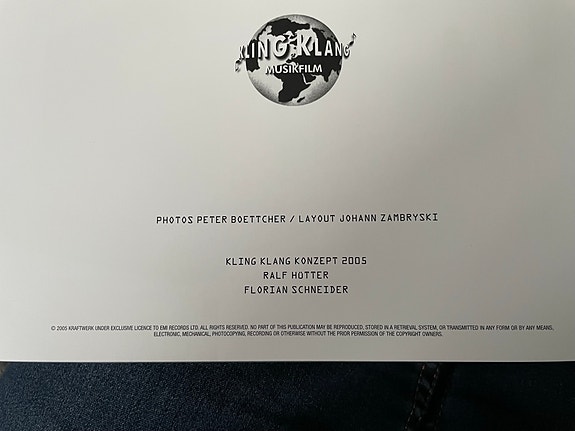 KLING KLANG
MUSIKFILM
PHOTOS PETER BOETTCHER / LAYOUT JOHANN ZAMBRYSKI
KLING KLANG KONZEPT 2005
RALF HÜTTER
FLORIAN SCHNEIDER
© 2005 KRAFTWERK UNDER EXCLUSIVE LICENCE TO EMI RECORDS LTD. ALL RIGHTS RESERVED. NO PART OF THIS PUBLICATION MAY BE REPRODUCED, STORED IN A RETRIEVAL SYSTEM, OR TRANSMITTED IN ANY FORM OR BY ANY MEANS,
ELECTRONIC, MECHANICAL, PHOTOCOPYING, RECORDING OR OTHERWISE WITHOUT THE PRIOR PERMISSION OF THE COPYRIGHT OWNERS.